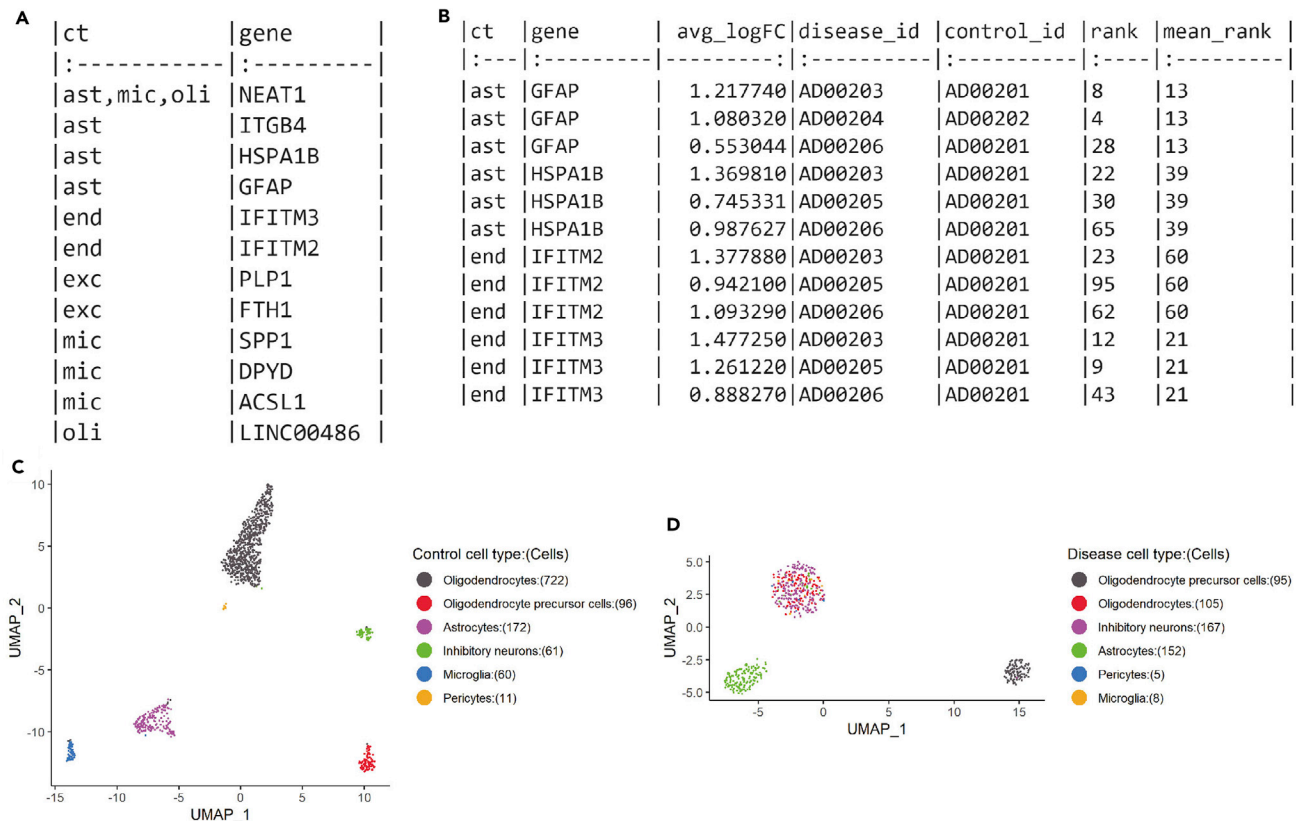 A
|ct |gene |
|:-----------|:---------|
|ast,mic,oli |NEAT1 |
|ast |ITGB4 |
|ast |HSPA1B |
|ast |GFAP |
|end |IFITM3 |
|end |IFITM2 |
|exc |PLP1 |
|exc |FTH1 |
|mic |SPP1 |
|mic |DPYD |
|mic |ACSL1 |
|oli |LINC00486 |
B
|ct |gene | avg_logFC|disease_id |control_id |rank |mean_rank |
|:---|:----------|---------:|:----------|:----------|:----|:---------|
|ast |GFAP | 1.217740|AD00203 |AD00201 |8 |13 |
|ast |GFAP | 1.080320|AD00204 |AD00202 |4 |13 |
|ast |GFAP | 0.553044|AD00206 |AD00201 |28 |13 |
|ast |HSPA1B | 1.369810|AD00203 |AD00201 |22 |39 |
|ast |HSPA1B | 0.745331|AD00205 |AD00201 |30 |39 |
|ast |HSPA1B | 0.987627|AD00206 |AD00201 |65 |39 |
|end |IFITM2 | 1.377880|AD00203 |AD00201 |23 |60 |
|end |IFITM2 | 0.942100|AD00205 |AD00201 |95 |60 |
|end |IFITM2 | 1.093290|AD00206 |AD00201 |62 |60 |
|end |IFITM3 | 1.477250|AD00203 |AD00201 |12 |21 |
|end |IFITM3 | 1.261220|AD00205 |AD00201 |9 |21 |
|end |IFITM3 | 0.888270|AD00206 |AD00201 |43 |21 |
C
10
5
0
-5
-10
UMAP_2
-15 -10 -5 0 5 10
UMAP_1
Control cell type:(Cells)
Oligodendrocytes:(722)
Oligodendrocyte precursor cells:(96)
Astrocytes:(172)
Inhibitory neurons:(61)
Microglia:(60)
Pericytes:(11)
D
5.0
2.5
0.0
-2.5
-5.0
UMAP_2
-5 0 5 10 15
UMAP_1
Disease cell type:(Cells)
Oligodendrocyte precursor cells:(95)
Oligodendrocytes:(105)
Inhibitory neurons:(167)
Astrocytes:(152)
Pericytes:(5)
Microglia:(8)